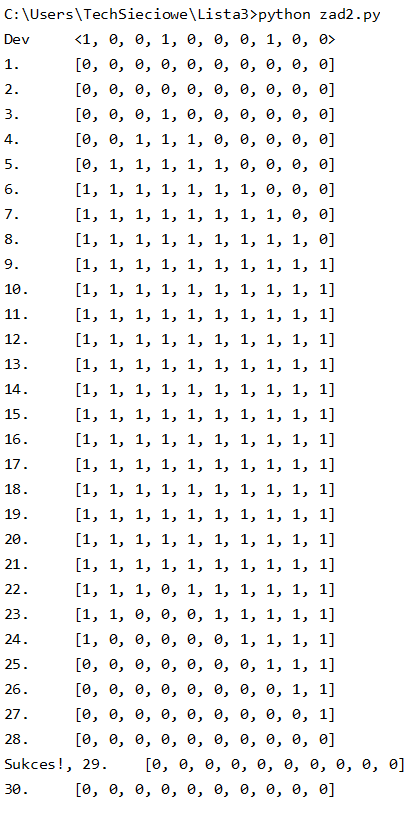 C:\Users\TechSieciowe\Lista3>python zad2.py
Dev <1, 0, 0, 1, 0, 0, 0, 1, 0, 0>
1. [0, 0, 0, 0, 0, 0, 0, 0, 0, 0]
2. [0, 0, 0, 0, 0, 0, 0, 0, 0, 0]
3. [0, 0, 0, 1, 0, 0, 0, 0, 0, 0]
4. [0, 0, 1, 1, 1, 0, 0, 0, 0, 0]
5. [0, 1, 1, 1, 1, 1, 0, 0, 0, 0]
6. [1, 1, 1, 1, 1, 1, 1, 0, 0, 0]
7. [1, 1, 1, 1, 1, 1, 1, 1, 0, 0]
8. [1, 1, 1, 1, 1, 1, 1, 1, 1, 0]
9. [1, 1, 1, 1, 1, 1, 1, 1, 1, 1]
10. [1, 1, 1, 1, 1, 1, 1, 1, 1, 1]
11. [1, 1, 1, 1, 1, 1, 1, 1, 1, 1]
12. [1, 1, 1, 1, 1, 1, 1, 1, 1, 1]
13. [1, 1, 1, 1, 1, 1, 1, 1, 1, 1]
14. [1, 1, 1, 1, 1, 1, 1, 1, 1, 1]
15. [1, 1, 1, 1, 1, 1, 1, 1, 1, 1]
16. [1, 1, 1, 1, 1, 1, 1, 1, 1, 1]
17. [1, 1, 1, 1, 1, 1, 1, 1, 1, 1]
18. [1, 1, 1, 1, 1, 1, 1, 1, 1, 1]
19. [1, 1, 1, 1, 1, 1, 1, 1, 1, 1]
20. [1, 1, 1, 1, 1, 1, 1, 1, 1, 1]
21. [1, 1, 1, 1, 1, 1, 1, 1, 1, 1]
22. [1, 1, 1, 0, 1, 1, 1, 1, 1, 1]
23. [1, 1, 0, 0, 0, 1, 1, 1, 1, 1]
24. [1, 0, 0, 0, 0, 0, 1, 1, 1, 1]
25. [0, 0, 0, 0, 0, 0, 0, 1, 1, 1]
26. [0, 0, 0, 0, 0, 0, 0, 0, 1, 1]
27. [0, 0, 0, 0, 0, 0, 0, 0, 0, 1]
28. [0, 0, 0, 0, 0, 0, 0, 0, 0, 0]
Sukces!, 29. [0, 0, 0, 0, 0, 0, 0, 0, 0, 0]
30. [0, 0, 0, 0, 0, 0, 0, 0, 0, 0]